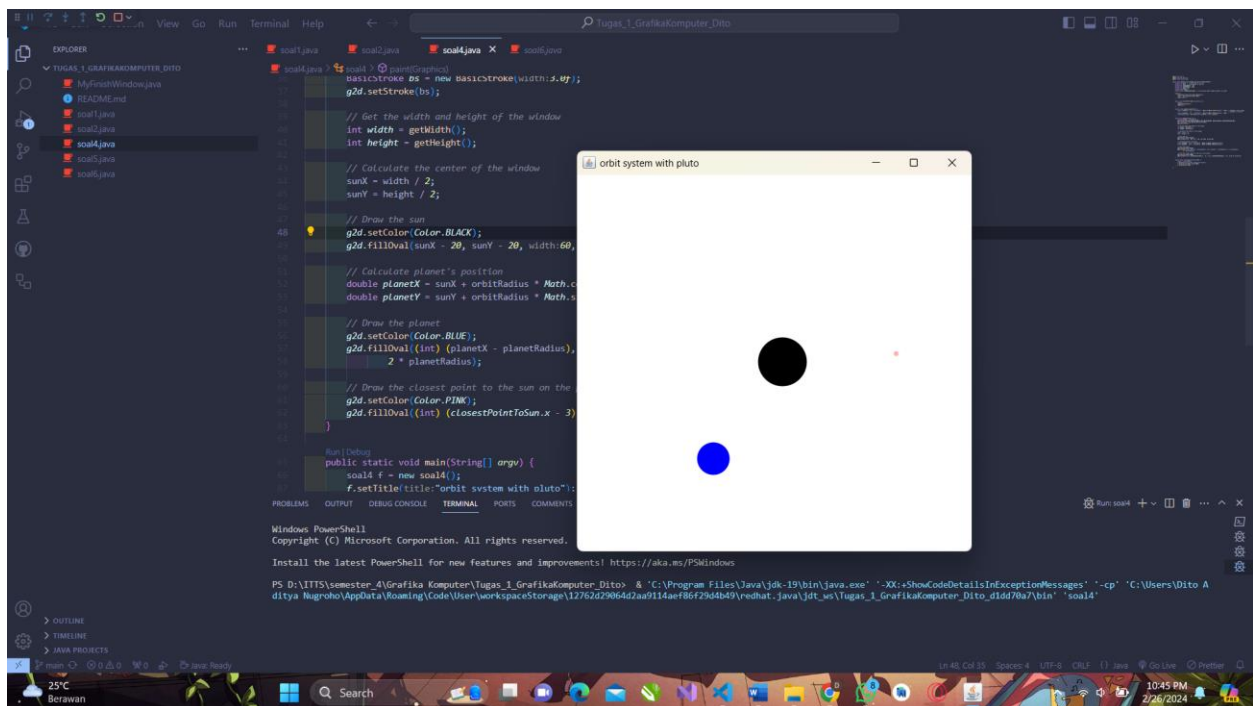 View Go Run Terminal Help
Tugas_1_GrafikaKomputer_Dito
EXPLORER
TUGAS_1_GRAFIKAKOMPUTER_DITO
MyFinishWindow.java
README.md
soal1.java
soal2.java
soal4.java
soal5.java
soal6.java
OUTLINE
TIMELINE
JAVA PROJECTS
soal1.java soal2.java soal4.java soal6.java
soal4.java > soal4 > paint(Graphics)
BasicStroke bs = new BasicStroke(width:3.0f);
g2d.setStroke(bs);
// Get the width and height of the window
int width = getWidth();
int height = getHeight();
// Calculate the center of the window
sunX = width / 2;
sunY = height / 2;
// Draw the sun
48 g2d.setColor(Color.BLACK);
g2d.fillOval(sunX - 20, sunY - 20, width:60,
// Calculate planet's position
double planetX = sunX + orbitRadius * Math.c
double planetY = sunY + orbitRadius * Math.s
// Draw the planet
g2d.setColor(Color.BLUE);
g2d.fillOval((int) (planetX - planetRadius),
2 * planetRadius);
// Draw the closest point to the sun on the
g2d.setColor(Color.PINK);
g2d.fillOval((int) (closestPointToSun.x - 3)
}
Run | Debug
public static void main(String[] argv) {
soal4 f = new soal4();
f.setTitle(title:"orbit system with pluto");
orbit system with pluto
PROBLEMS OUTPUT DEBUG CONSOLE TERMINAL PORTS COMMENTS
Run: soal4
Windows PowerShell
Copyright (C) Microsoft Corporation. All rights reserved.
Install the latest PowerShell for new features and improvements! https://aka.ms/PSWindows
PS D:\ITTS\semester_4\Grafika Komputer\Tugas_1_GrafikaKomputer_Dito> & 'C:\Program Files\Java\jdk-19\bin\java.exe' '-XX:+ShowCodeDetailsInExceptionMessages' '-cp' 'C:\Users\Dito A
ditya Nugroho\AppData\Roaming\Code\User\workspaceStorage\12762d29064d2aa9114aef86f29d4b49\redhat.java\jdt_ws\Tugas_1_GrafikaKomputer_Dito_d1dd70a7\bin' 'soal4'
main 0 0 0 Java: Ready
Ln 48, Col 35 Spaces: 4 UTF-8 CRLF {} Java Go Live Prettier
25°C
Berawan
Search
10:45 PM
2/26/2024